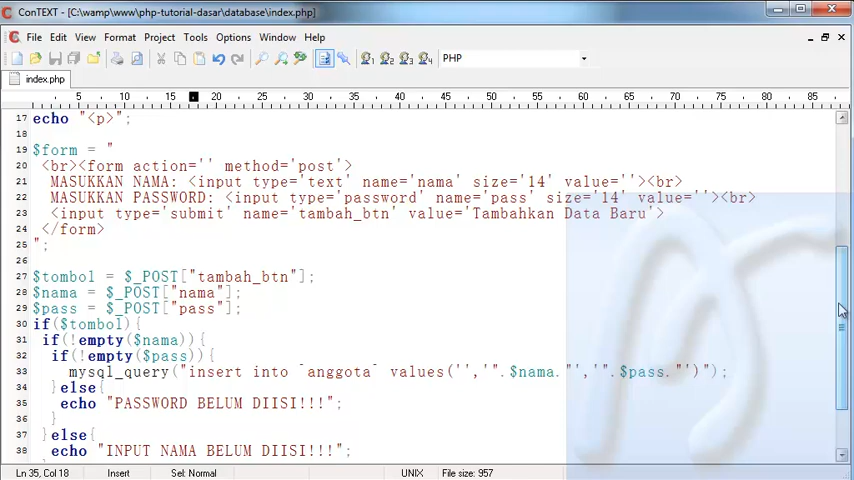 ConTEXT - [C:\wamp\www\php-tutorial-dasar\database\index.php]
File Edit View Format Project Tools Options Window Help
PHP
index.php
0 5 10 15 20 25 30 35 40 45 50 55 60 65 70 75 80 85
17 echo "<p>";
18
19 $form = "
20 <br><form action='' method='post'>
21 MASUKKAN NAMA: <input type='text' name='nama' size='14' value=''><br>
22 MASUKKAN PASSWORD: <input type='password' name='pass' size='14' value=''><br>
23 <input type='submit' name='tambah_btn' value='Tambahkan Data Baru'>
24 </form>
25 ";
26
27 $tombol = $_POST["tambah_btn"];
28 $nama = $_POST["nama"];
29 $pass = $_POST["pass"];
30 if($tombol){
31 if(!empty($nama)){
32 if(!empty($pass)){
33 mysql_query("insert into `anggota` values('','".$nama."','".$pass."')");
34 }else{
35 echo "PASSWORD BELUM DIISI!!!";
36 }
37 }else{
38 echo "INPUT NAMA BELUM DIISI!!!";
Ln 35, Col 18 Insert Sel: Normal UNIX File size: 957